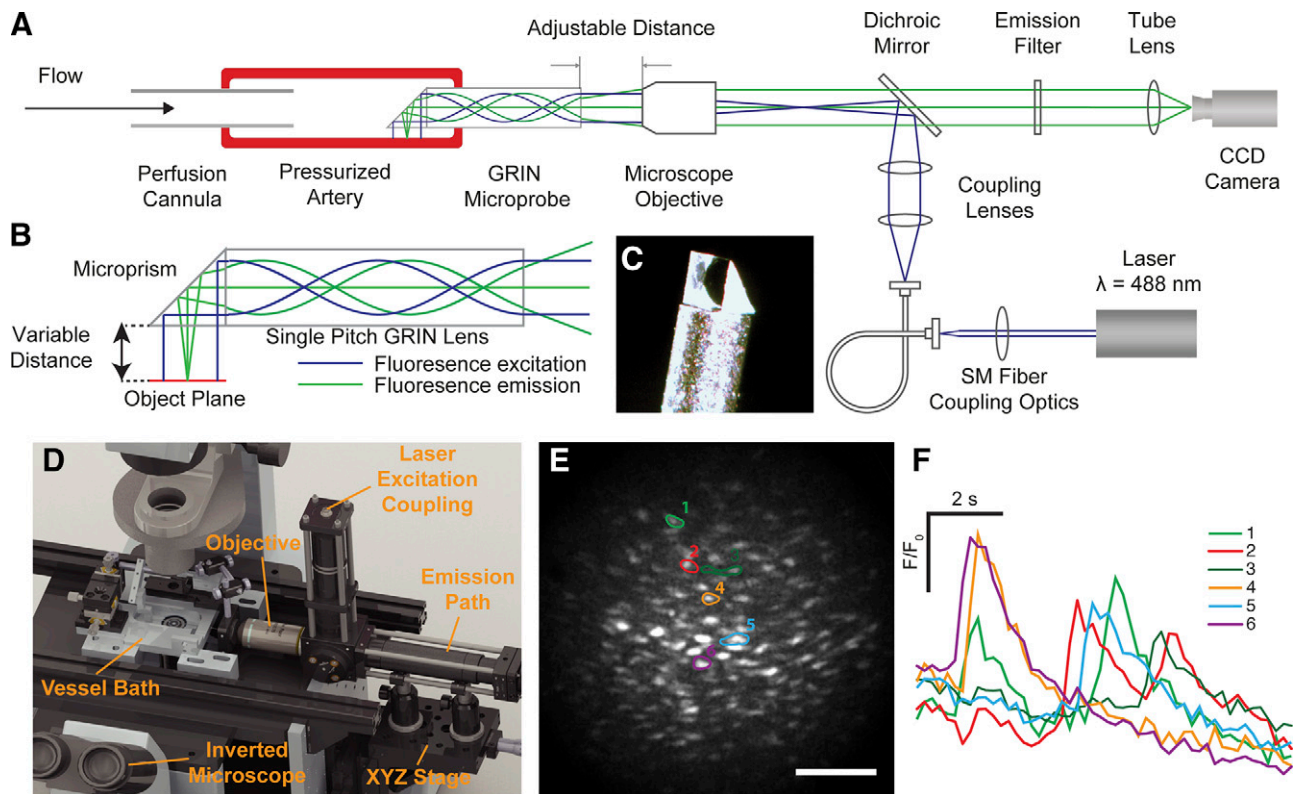 A
Adjustable Distance
Dichroic
Mirror
Emission
Filter
Tube
Lens
Flow
Perfusion
Cannula
Pressurized
Artery
GRIN
Microprobe
Microscope
Objective
Coupling
Lenses
CCD
Camera
B
Microprism
Variable
Distance
Single Pitch GRIN Lens
Fluoresence excitation
Fluoresence emission
Object Plane
C
Laser
λ = 488 nm
SM Fiber
Coupling Optics
D
Laser
Excitation
Coupling
Objective
Emission
Path
Vessel Bath
Inverted
Microscope
XYZ Stage
E
1
2
3
4
5
6
F
2 s
F/F0
1
2
3
4
5
6